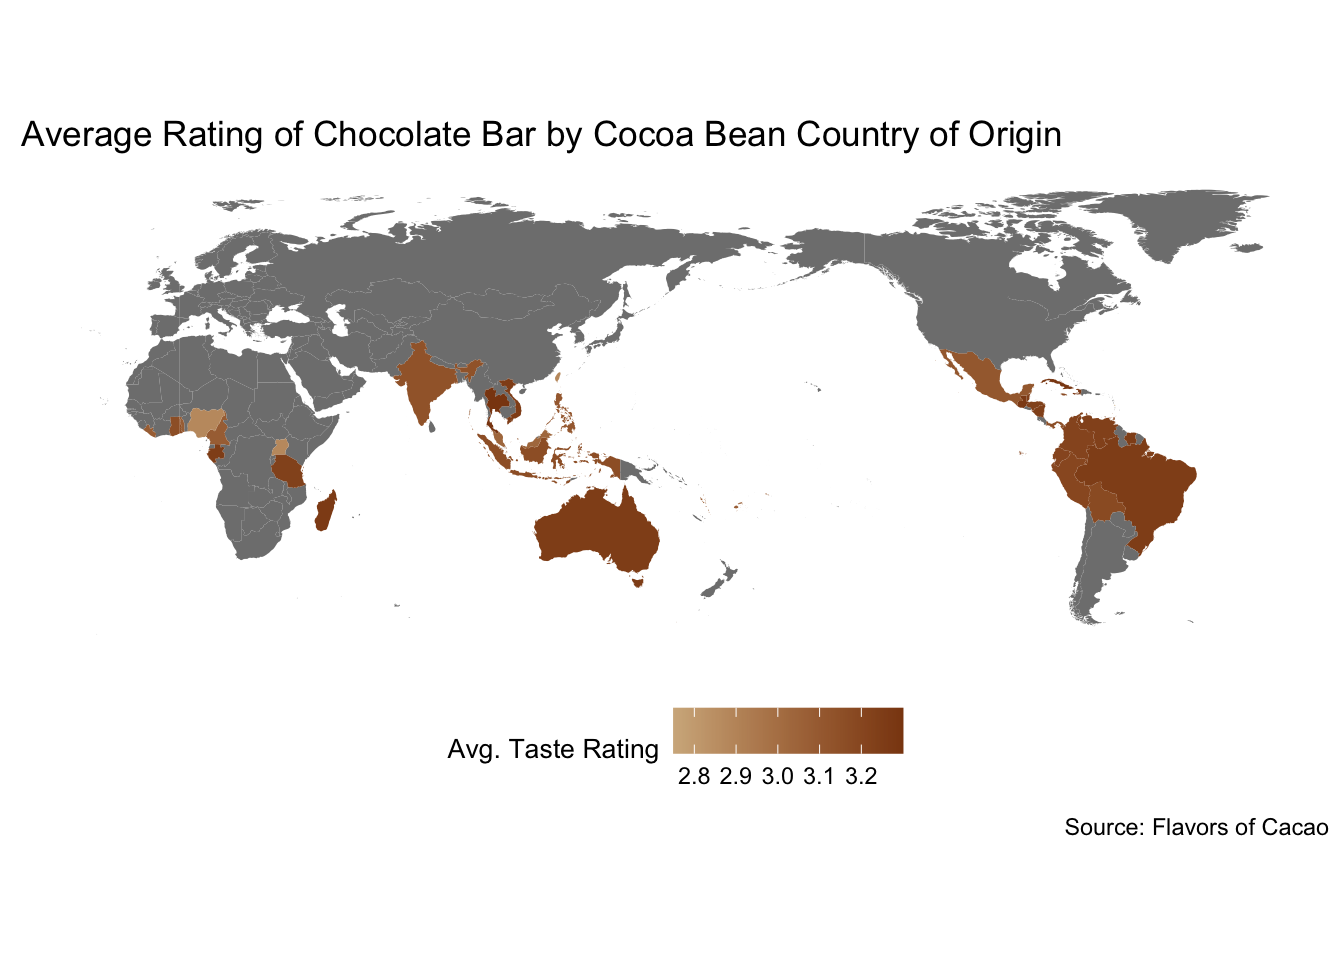 Average Rating of Chocolate Bar by Cocoa Bean Country of Origin
Avg. Taste Rating
2.8 2.9 3.0 3.1 3.2
Source: Flavors of Cacao